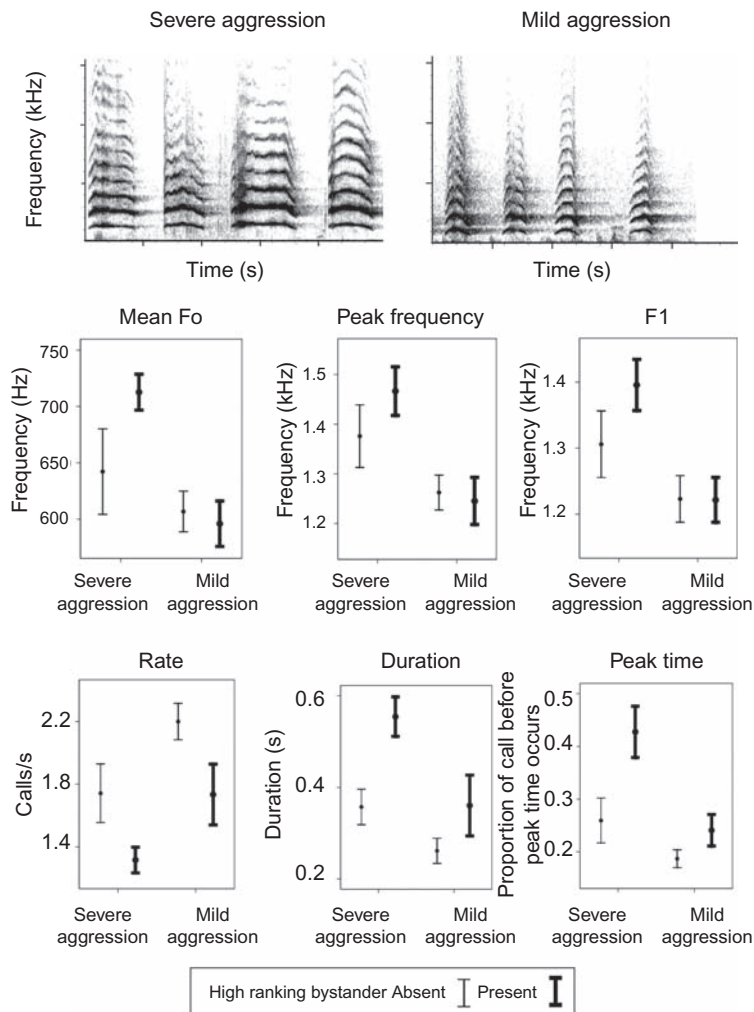 Severe aggression
Mild aggression
Frequency (kHz)
Time (s)
Time (s)
Mean Fo
Peak frequency
F1
Frequency (Hz)
750
700
650
600
Frequency (kHz)
1.5
1.4
1.3
1.2
Frequency (kHz)
1.4
1.3
1.2
Severe
aggression
Mild
aggression
Severe
aggression
Mild
aggression
Severe
aggression
Mild
aggression
Rate
Duration
Peak time
Calls/s
2.2
1.8
1.4
Duration (s)
0.6
0.4
0.2
Proportion of call before
peak time occurs
0.5
0.4
0.3
0.2
Severe
aggression
Mild
aggression
Severe
aggression
Mild
aggression
Severe
aggression
Mild
aggression
High ranking bystander Absent Present